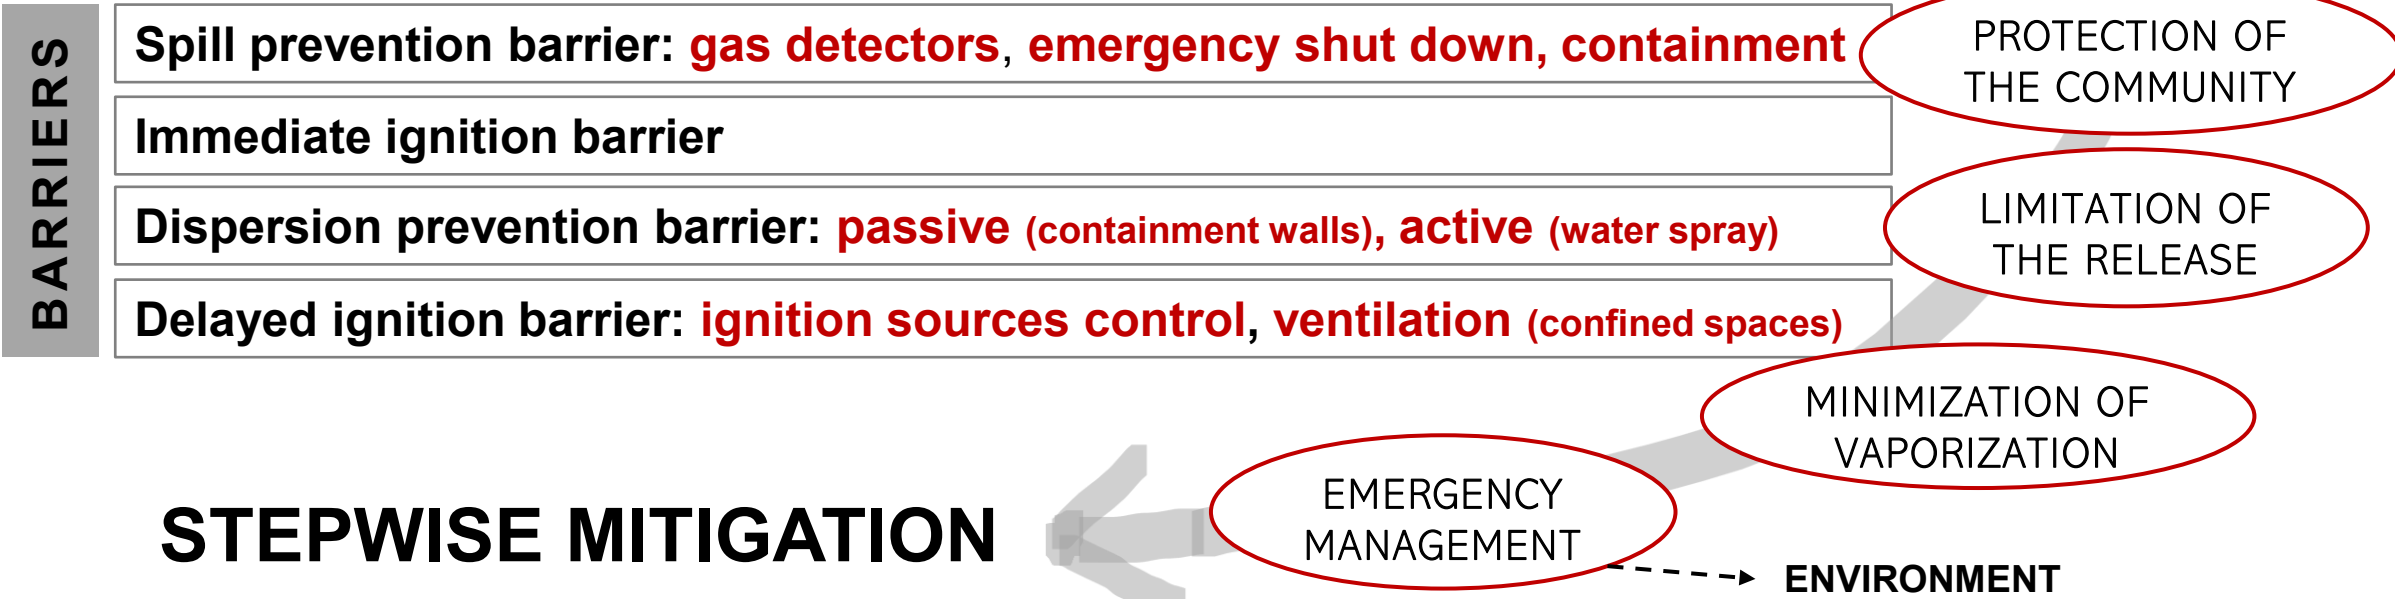 BARRIERS
Spill prevention barrier: gas detectors, emergency shut down, containment
Immediate ignition barrier
Dispersion prevention barrier: passive (containment walls), active (water spray)
Delayed ignition barrier: ignition sources control, ventilation (confined spaces)
PROTECTION OF
THE COMMUNITY
LIMITATION OF
THE RELEASE
MINIMIZATION OF
VAPORIZATION
EMERGENCY
MANAGEMENT
STEPWISE MITIGATION
ENVIRONMENT